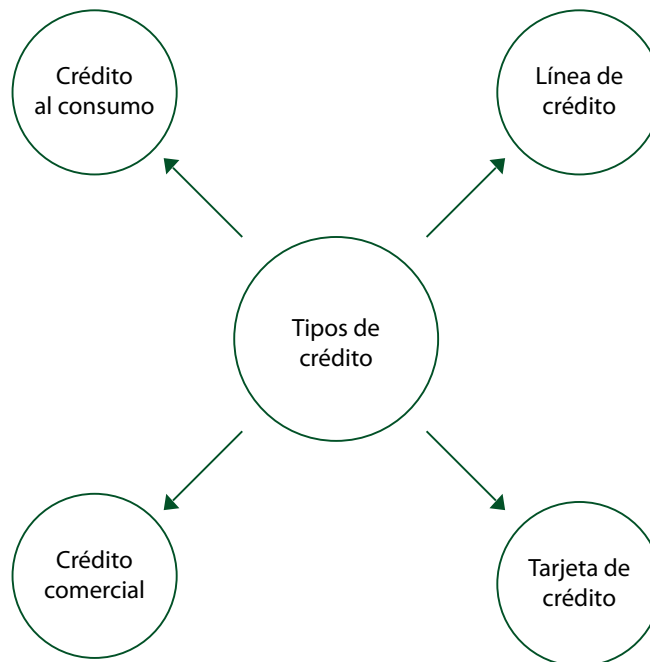 Crédito
al consumo
Línea de
crédito
Tipos de
crédito
Crédito
comercial
Tarjeta de
crédito